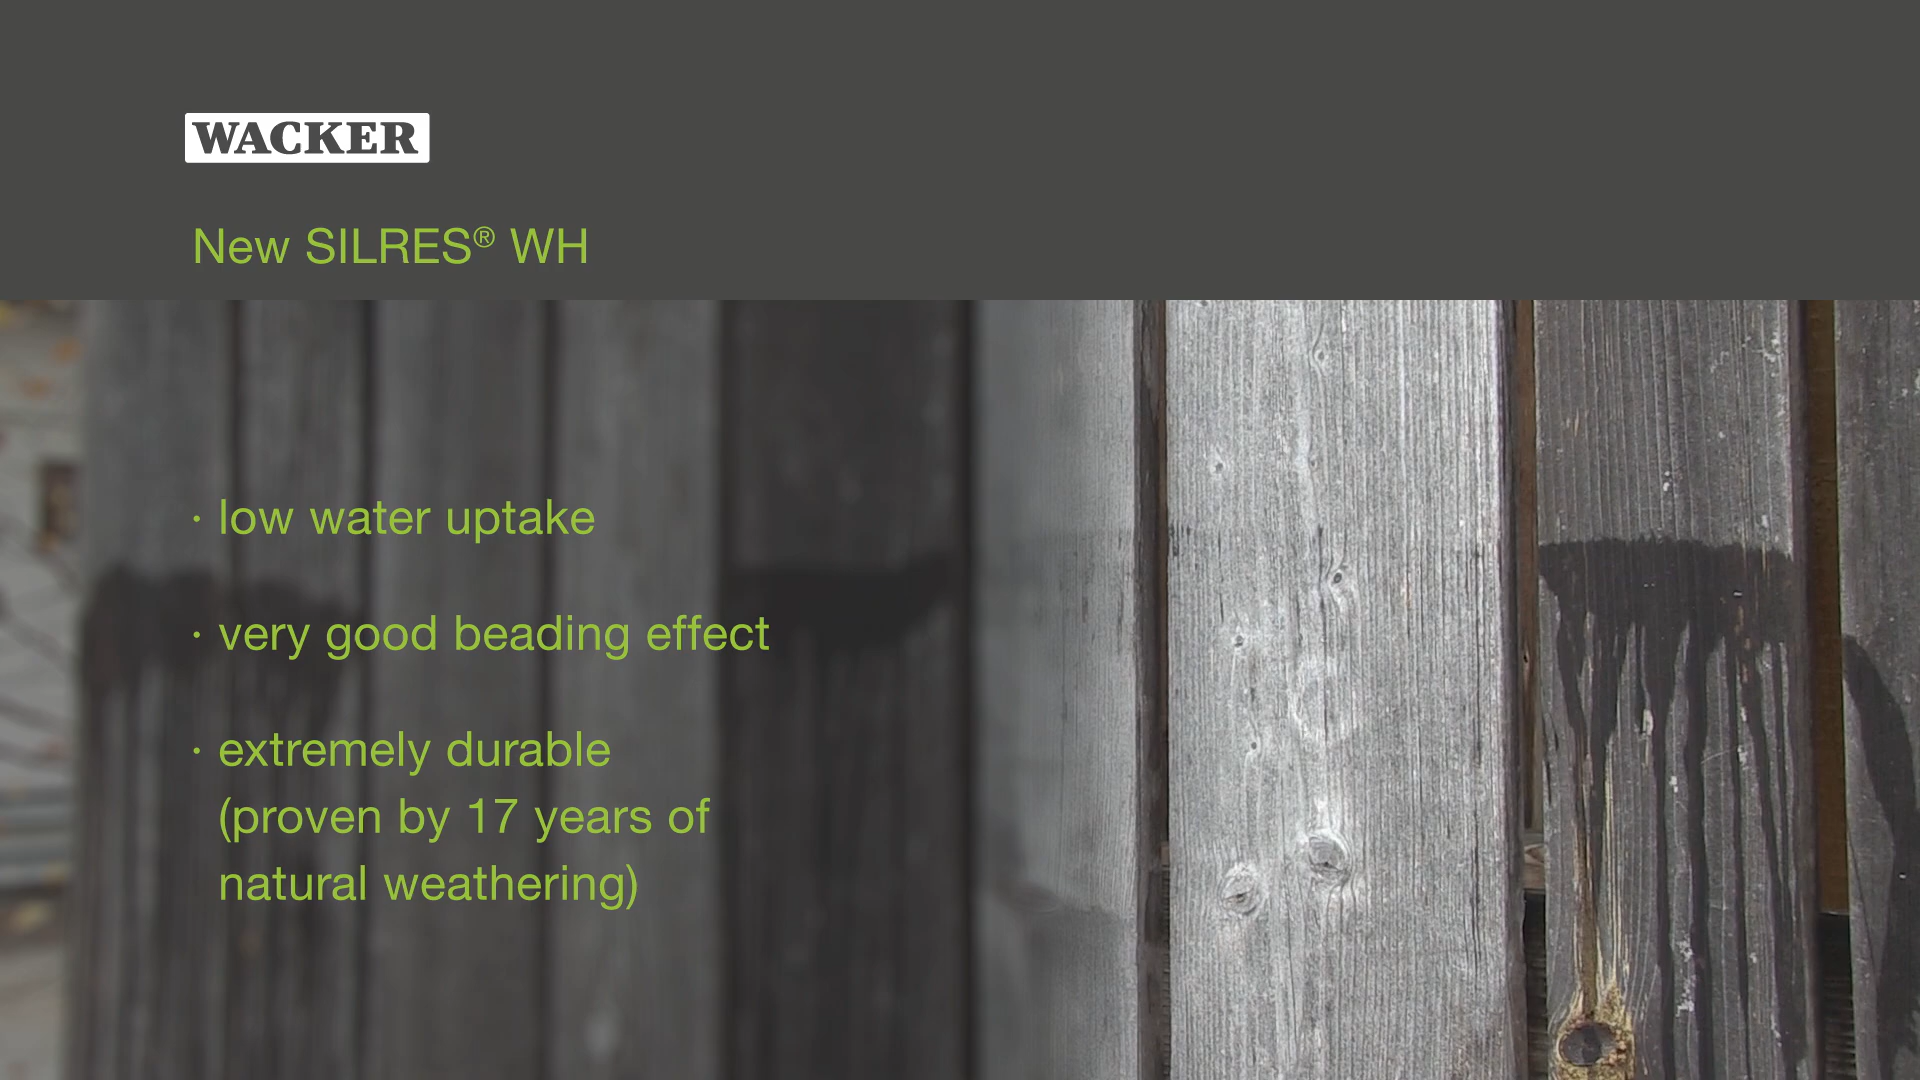 WACKER
New SILRES® WH
· low water uptake
· very good beading effect
· extremely durable
(proven by 17 years of
natural weathering)